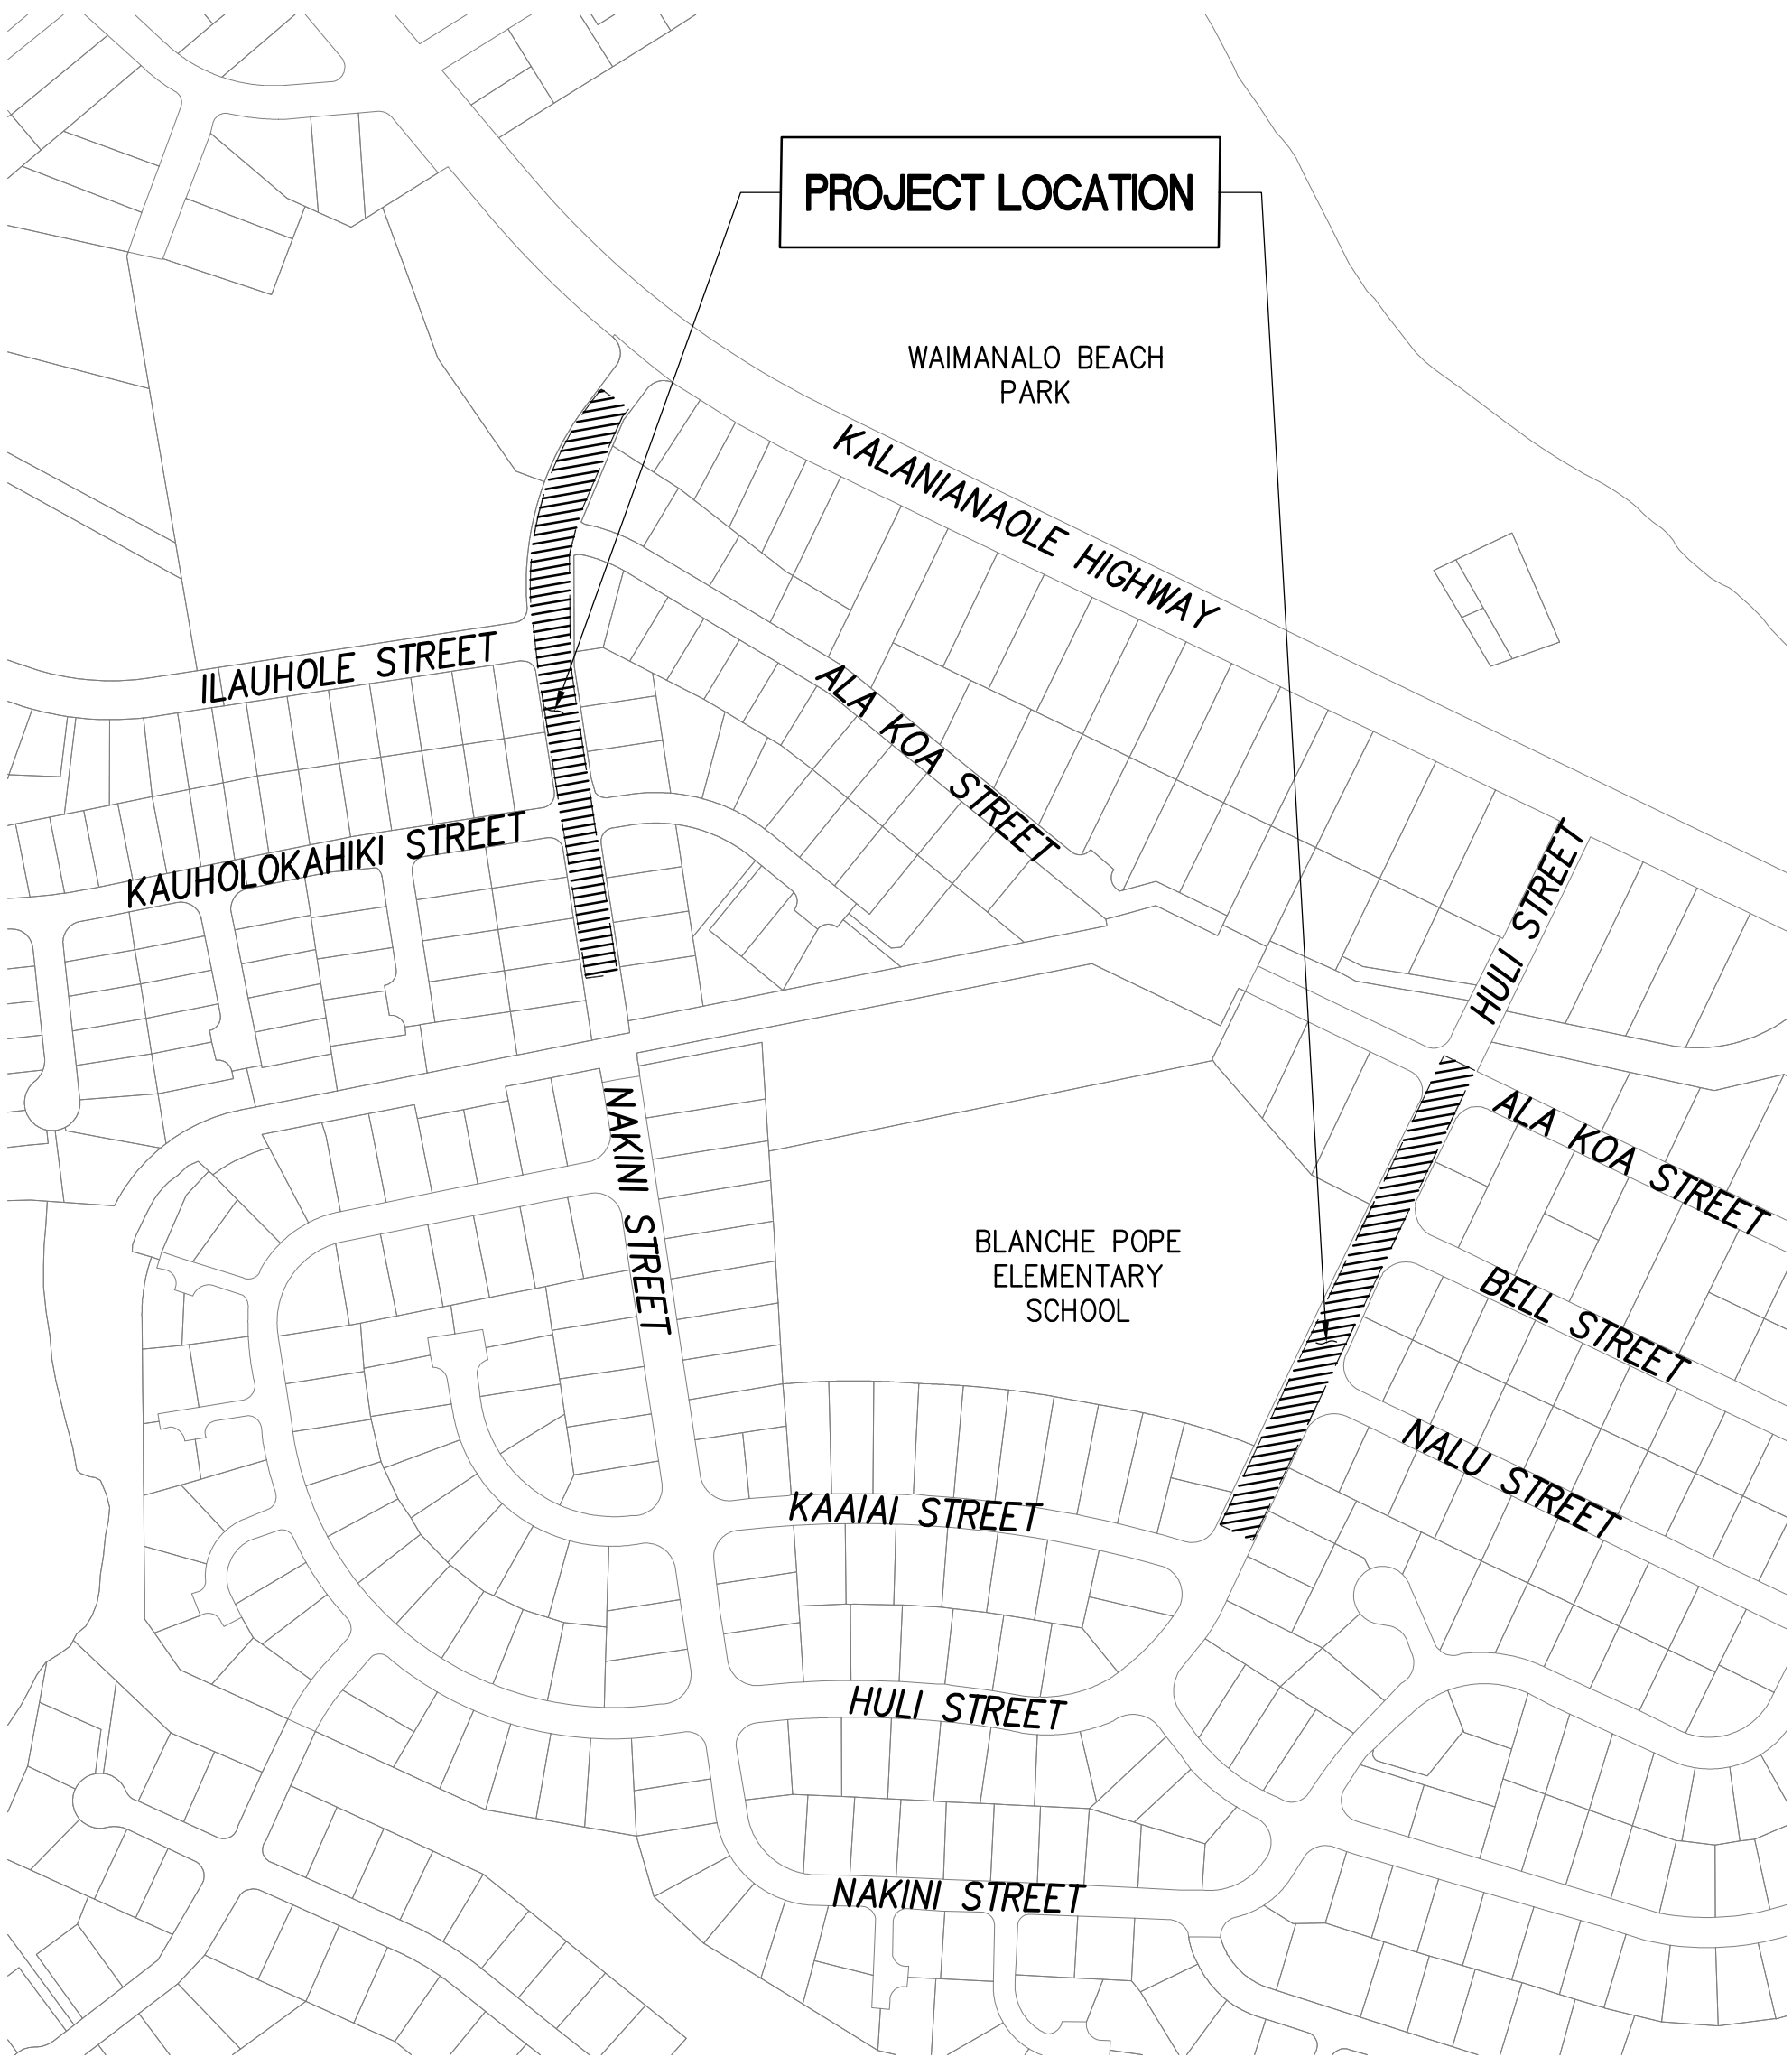 PROJECT LOCATION
WAIMANALO BEACH
PARK
KALANIANAOLE HIGHWAY
ILAUHOLE STREET
ALA KOA STREET
KAUHOLOKAHIKI STREET
HULI STREET
NAKINI STREET
ALA KOA STREET
BLANCHE POPE
ELEMENTARY
SCHOOL
BELL STREET
NALU STREET
KAAIAI STREET
HULI STREET
NAKINI STREET